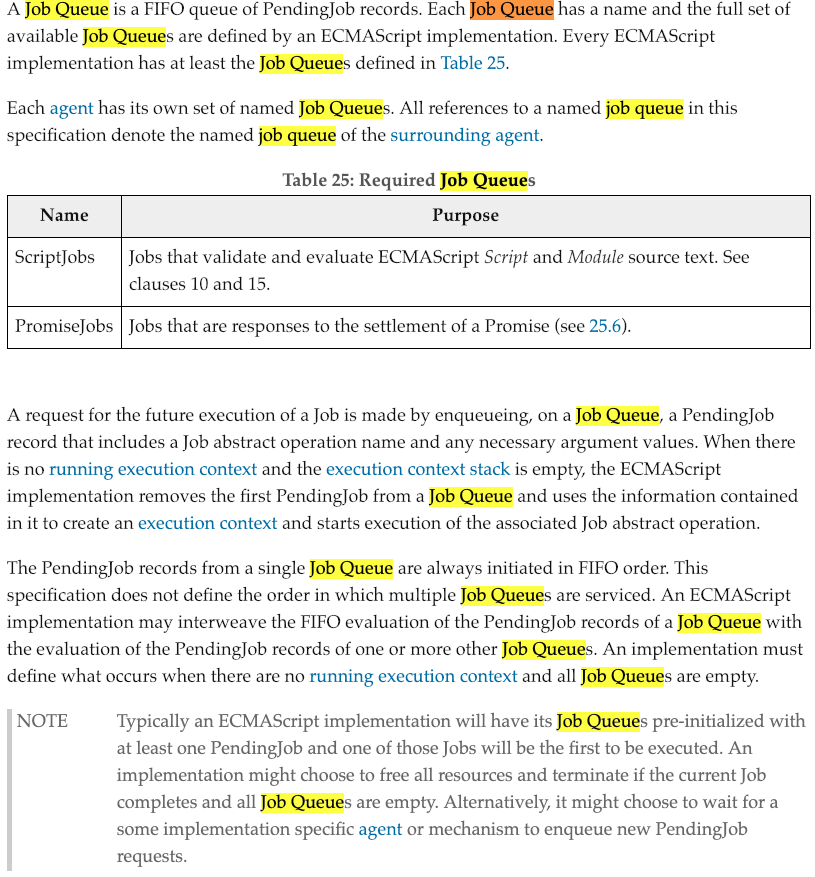 A Job Queue is a FIFO queue of PendingJob records. Each Job Queue has a name and the full set of
available Job Queues are defined by an ECMAScript implementation. Every ECMAScript
implementation has at least the Job Queues defined in Table 25.
Each agent has its own set of named Job Queues. All references to a named job queue in this
specification denote the named job queue of the surrounding agent.
Table 25: Required Job Queues
Name Purpose
ScriptJobs Jobs that validate and evaluate ECMAScript Script and Module source text. See
clauses 10 and 15.
PromiseJobs Jobs that are responses to the settlement of a Promise (see 25.6).
A request for the future execution of a Job is made by enqueueing, on a Job Queue, a PendingJob
record that includes a Job abstract operation name and any necessary argument values. When there
is no running execution context and the execution context stack is empty, the ECMAScript
implementation removes the first PendingJob from a Job Queue and uses the information contained
in it to create an execution context and starts execution of the associated Job abstract operation.
The PendingJob records from a single Job Queue are always initiated in FIFO order. This
specification does not define the order in which multiple Job Queues are serviced. An ECMAScript
implementation may interweave the FIFO evaluation of the PendingJob records of a Job Queue with
the evaluation of the PendingJob records of one or more other Job Queues. An implementation must
define what occurs when there are no running execution context and all Job Queues are empty.
NOTE Typically an ECMAScript implementation will have its Job Queues pre-initialized with
at least one PendingJob and one of those Jobs will be the first to be executed. An
implementation might choose to free all resources and terminate if the current Job
completes and all Job Queues are empty. Alternatively, it might choose to wait for a
some implementation specific agent or mechanism to enqueue new PendingJob
requests.